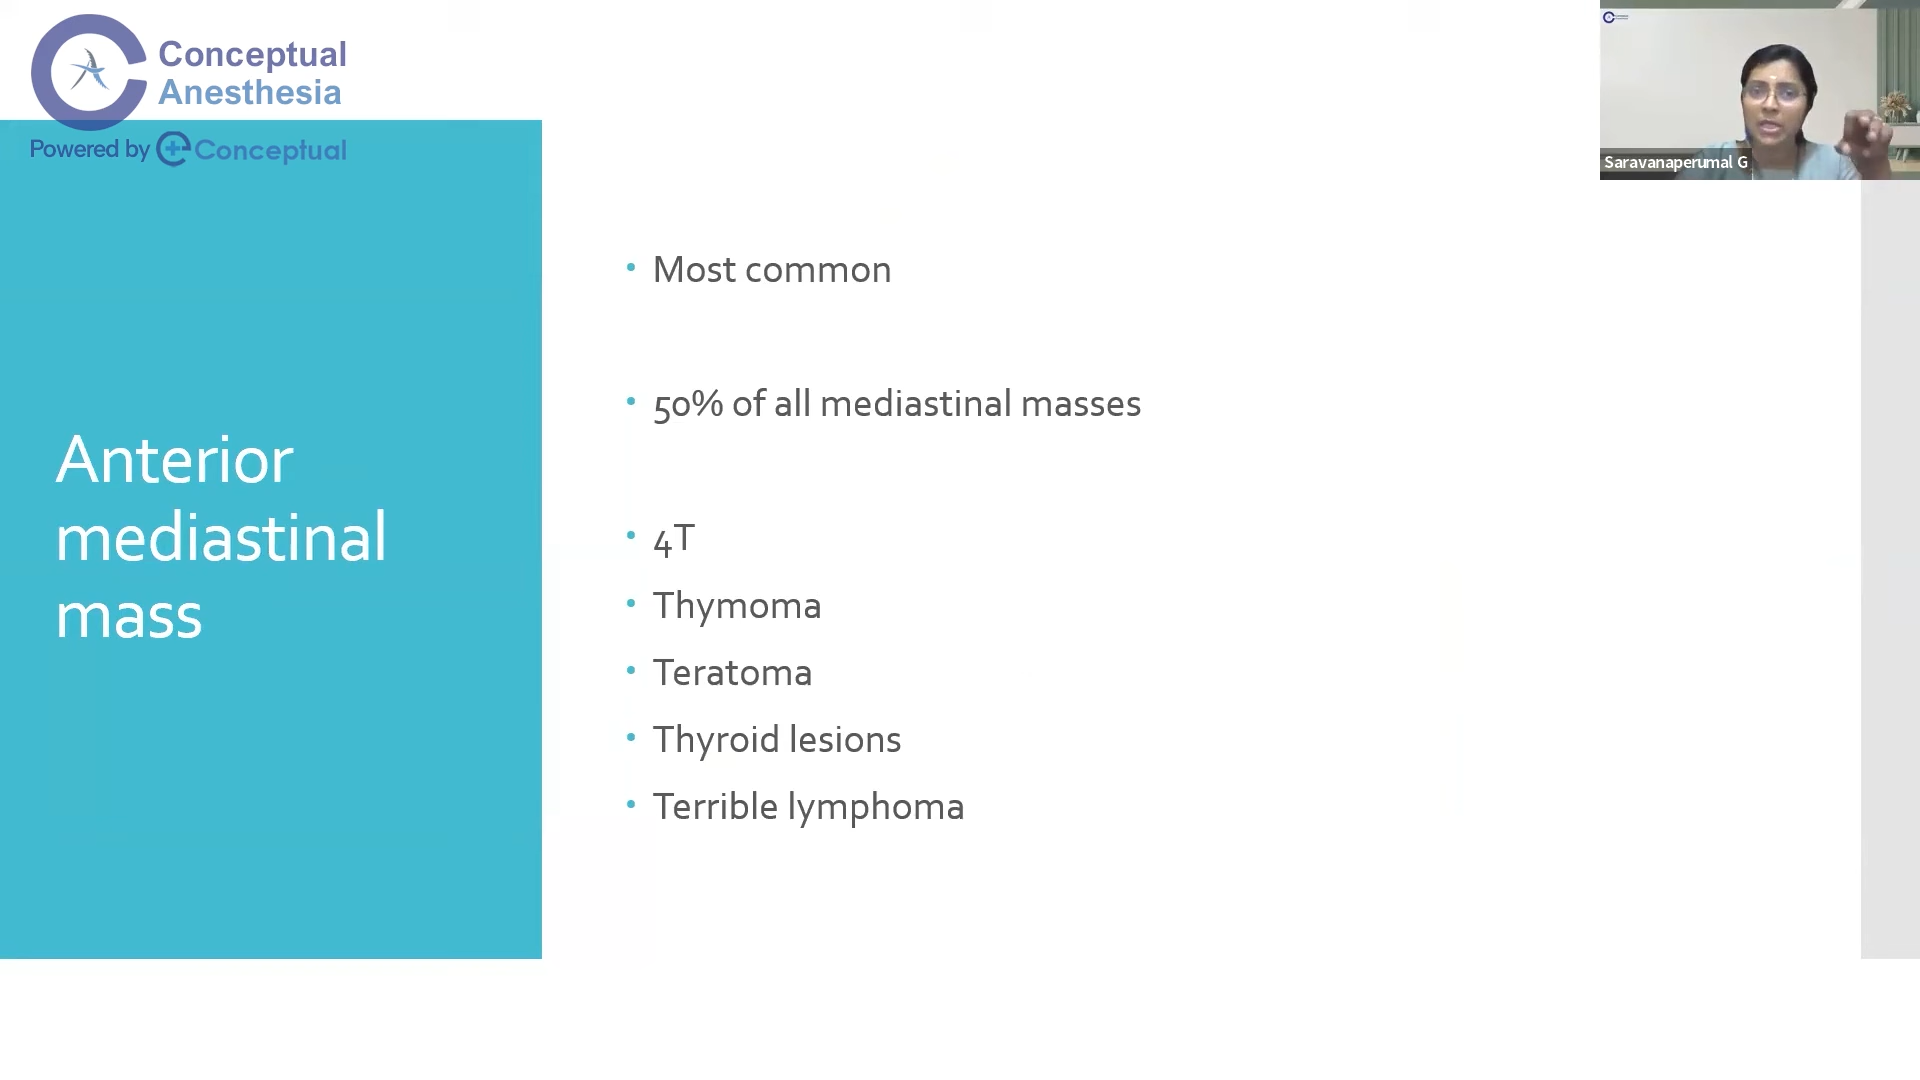 Conceptual
Anesthesia
Powered by Conceptual
Saravanaperumal G
Anterior
mediastinal
mass
• Most common
• 50% of all mediastinal masses
• 4T
• Thymoma
• Teratoma
• Thyroid lesions
• Terrible lymphoma